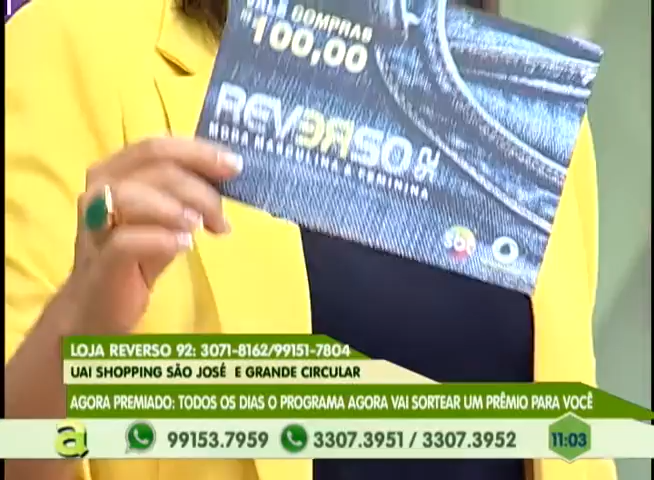 VALE COMPRAS
R$ 100,00
REVERSO 92
MODA MASCULINA & FEMININA
SBT
LOJA REVERSO 92: 3071-8162/99151-7804
UAI SHOPPING SÃO JOSÉ E GRANDE CIRCULAR
AGORA PREMIADO: TODOS OS DIAS O PROGRAMA AGORA VAI SORTEAR UM PRÊMIO PARA VOCÊ
a 99153.7959 3307.3951 / 3307.3952 11:03